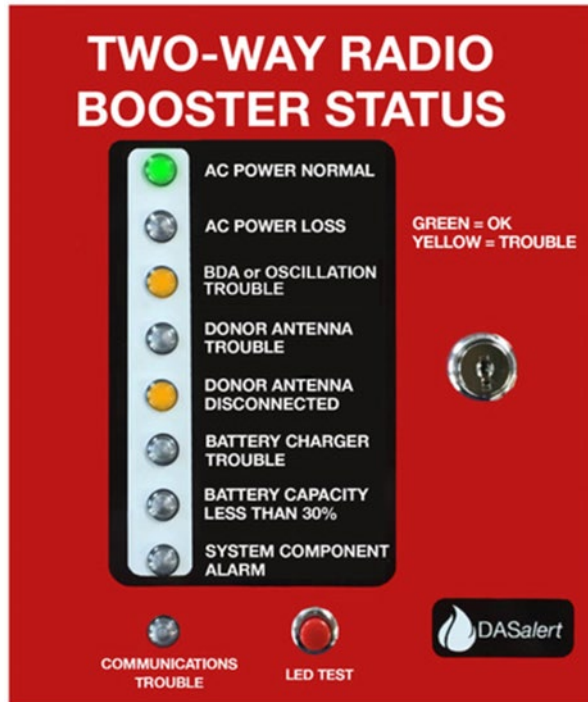 TWO-WAY RADIO
BOOSTER STATUS
AC POWER NORMAL
AC POWER LOSS
GREEN = OK
YELLOW = TROUBLE
BDA or OSCILLATION
TROUBLE
DONOR ANTENNA
TROUBLE
DONOR ANTENNA
DISCONNECTED
BATTERY CHARGER
TROUBLE
BATTERY CAPACITY
LESS THAN 30%
SYSTEM COMPONENT
ALARM
DASalert
COMMUNICATIONS
TROUBLE
LED TEST